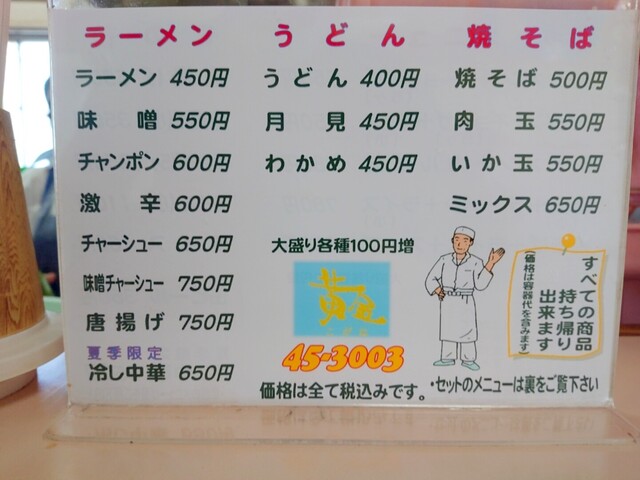 ラーメン
ラーメン 450円
味噌 550円
チャンポン 600円
激辛 600円
チャーシュー 650円
味噌チャーシュー 750円
唐揚げ 750円
夏季限定
冷し中華 650円
うどん
うどん 400円
月見 450円
わかめ 450円
大盛り各種100円増
黄金
45-3003
価格は全て税込みです。
焼そば
焼そば 500円
肉玉 550円
いか玉 550円
ミックス 650円
すべての商品
持ち帰り
出来ます
(価格は容器代を含みます)
・セットのメニューは裏をご覧下さい